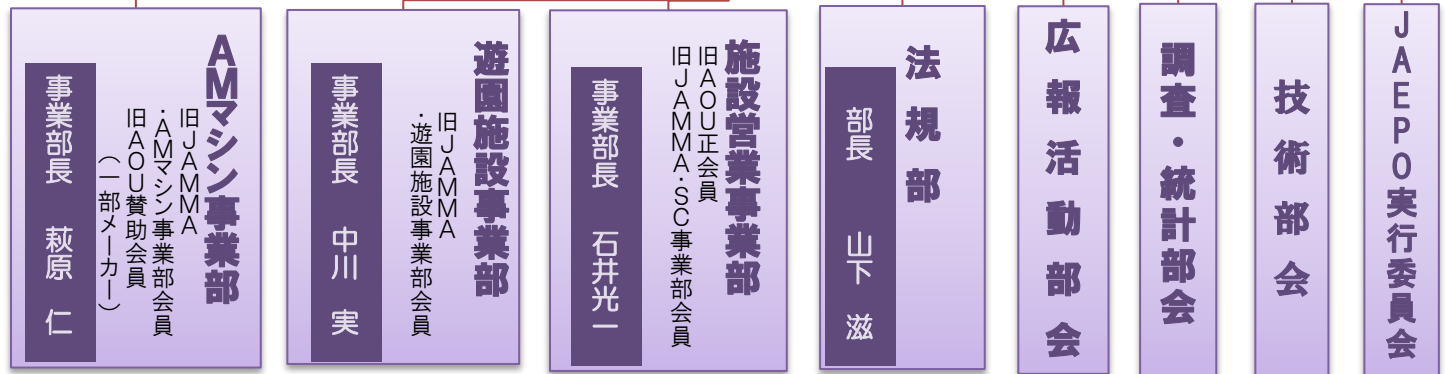 AMマシン事業部
旧JAMMA
・AMマシン事業部会員
旧AOU賛助会員
（一部メーカー）
事業部長 萩原 仁
遊園施設事業部
旧JAMMA
・遊園施設事業部会員
事業部長 中川 実
施設営業事業部
旧AOU正会員
旧JAMMA・SC事業部会員
事業部長 石井光一
法規部
部長 山下 滋
広報活動部会
調査・統計部会
技術部会
JAEPO実行委員会